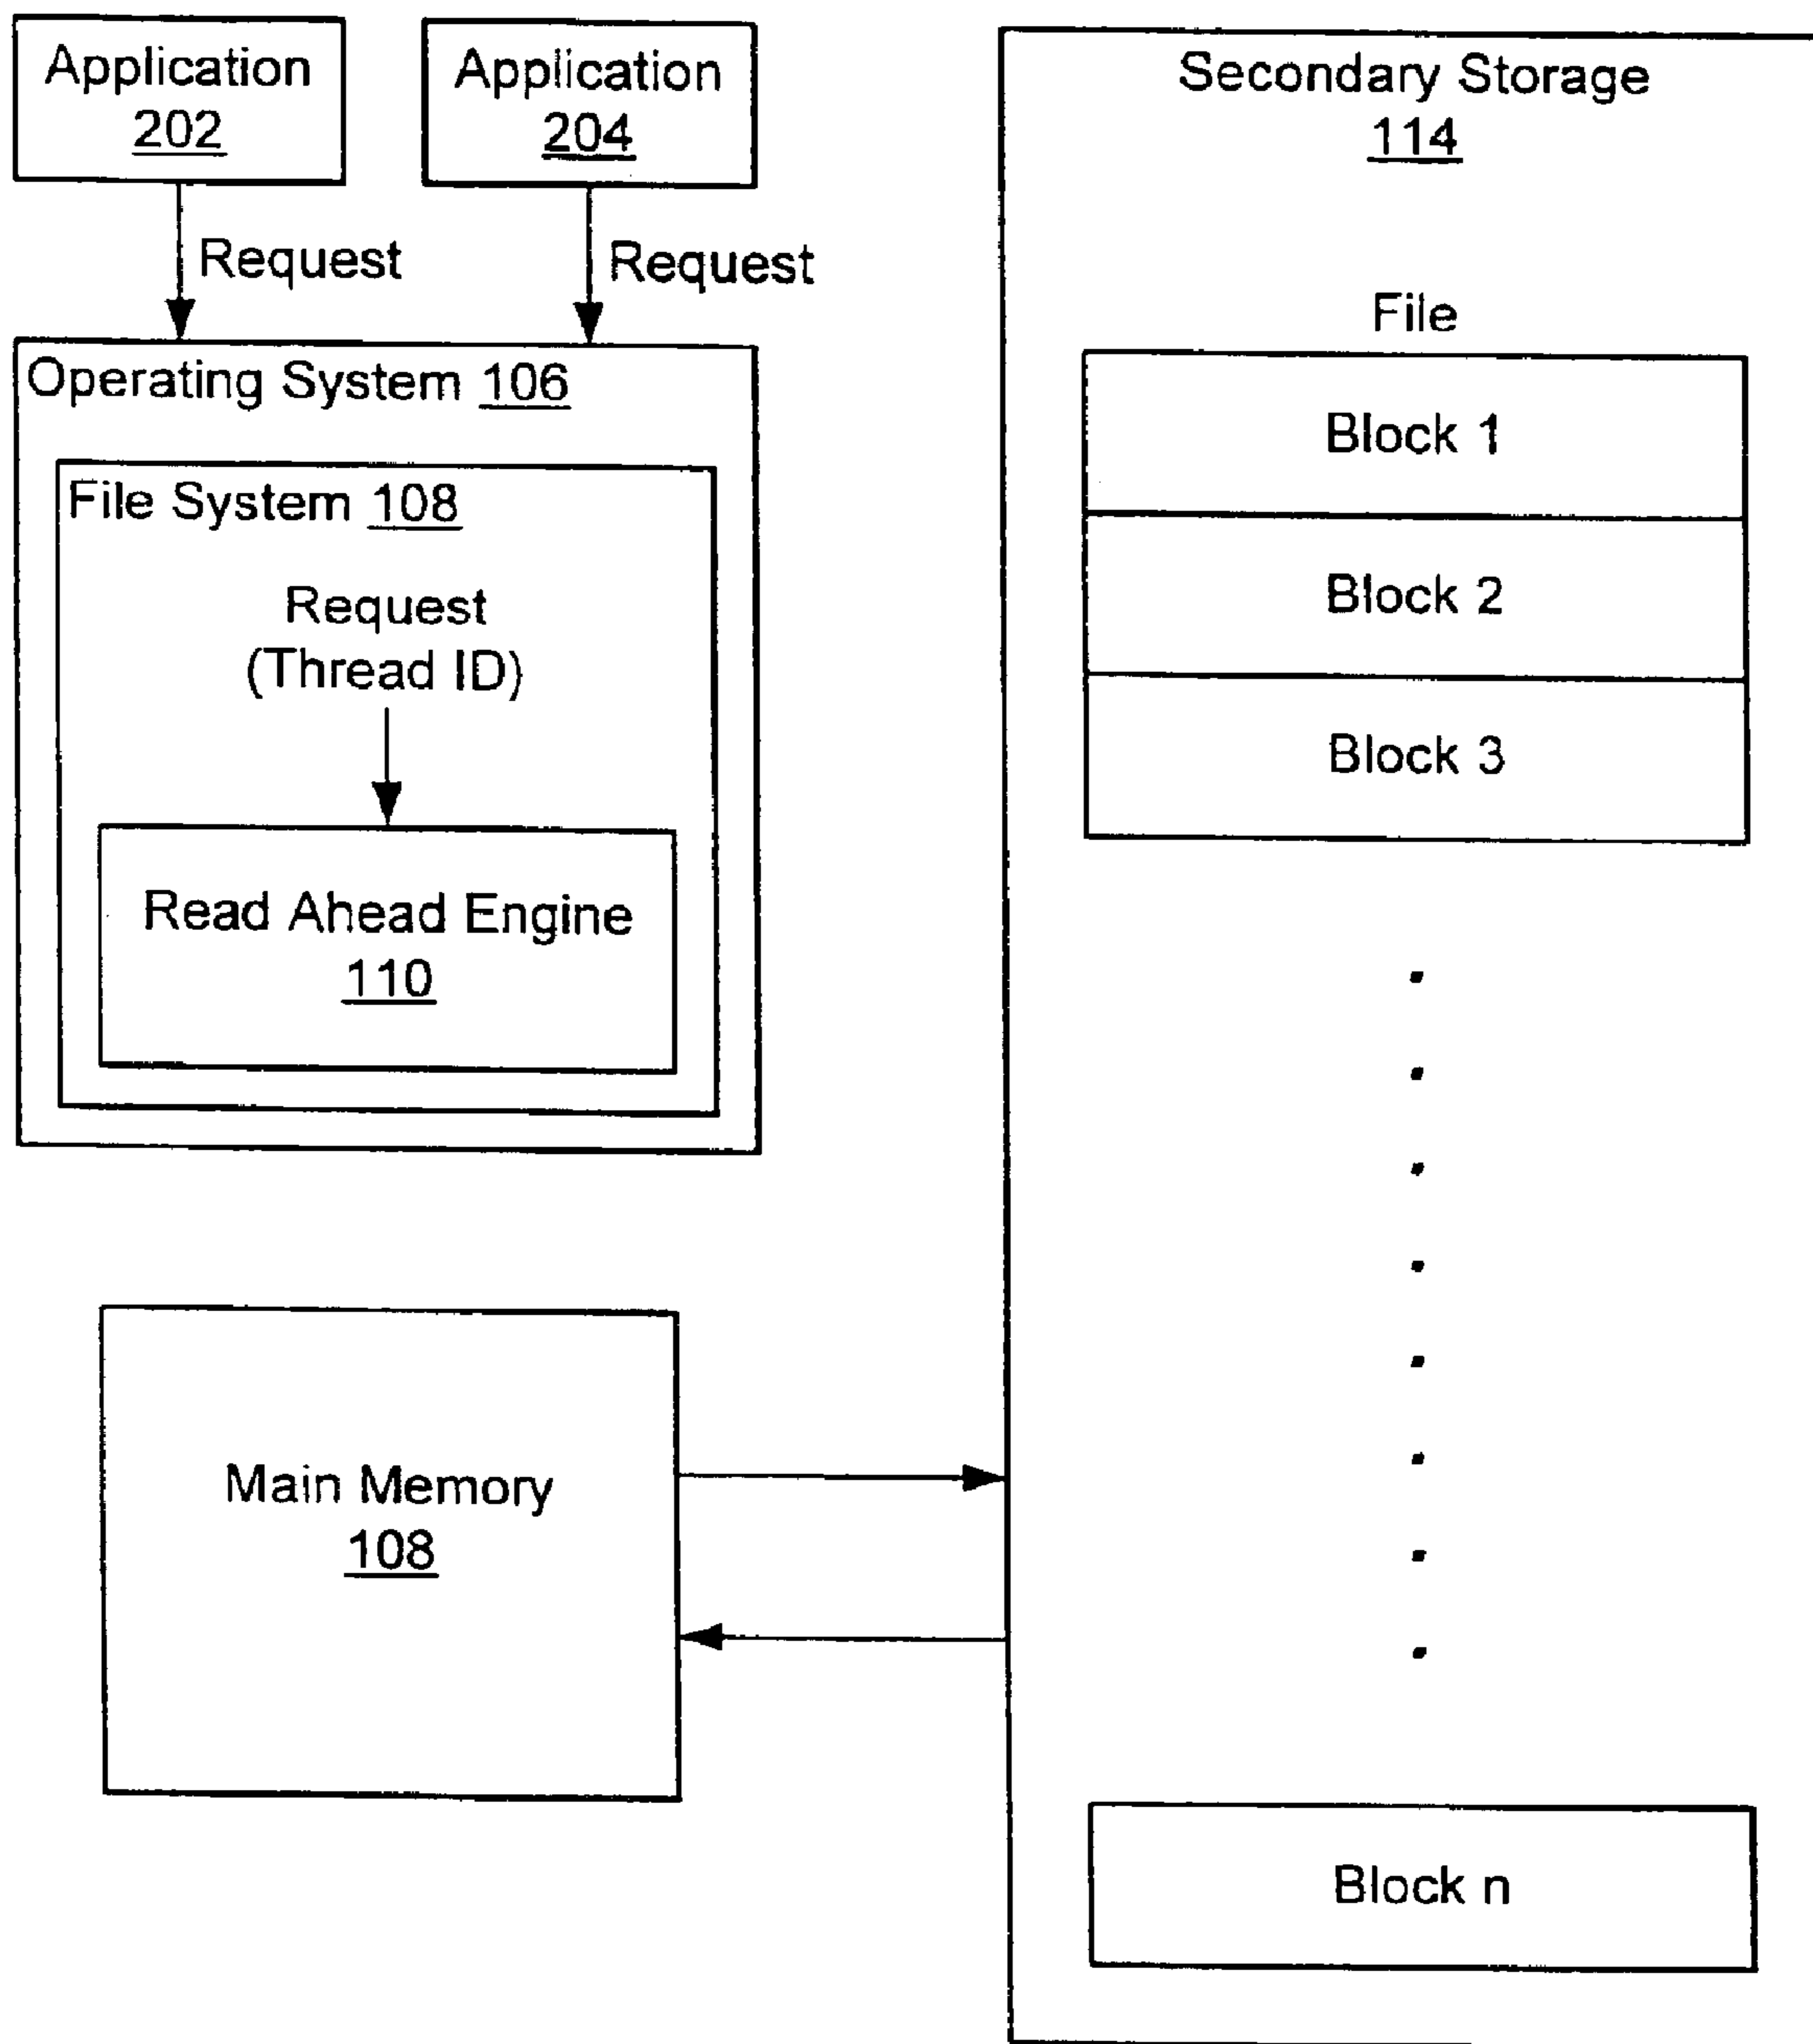 Application
202
Application
204
Request
Request
Operating System 106
File System 108
Request
(Thread ID)
Read Ahead Engine
110
Main Memory
108
Secondary Storage
114
File
Block 1
Block 2
Block 3
Block n